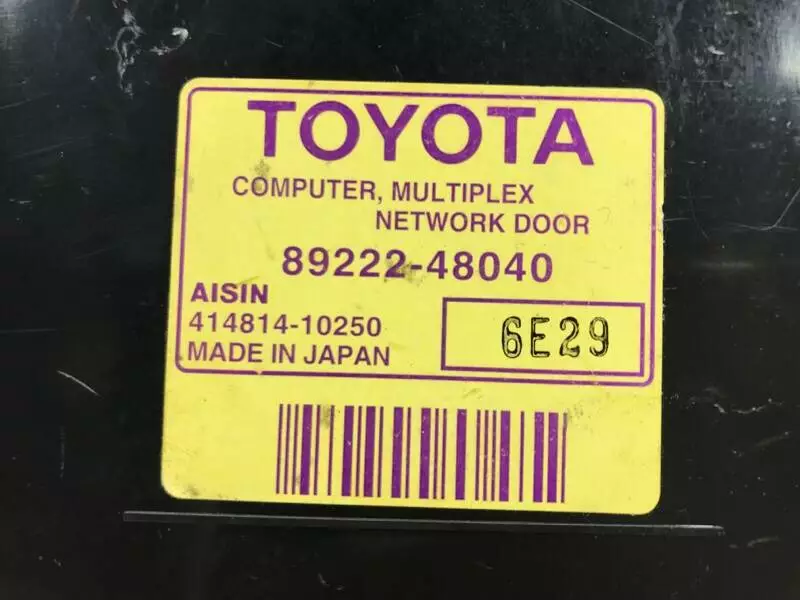 TOYOTA
COMPUTER, MULTIPLEX
NETWORK DOOR
89222-48040
AISIN
414814-10250
MADE IN JAPAN
6E29